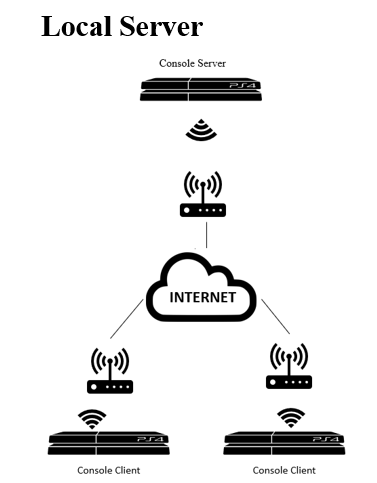 Local Server
Console Server
PS4
INTERNET
PS4
PS4
Console Client
Console Client